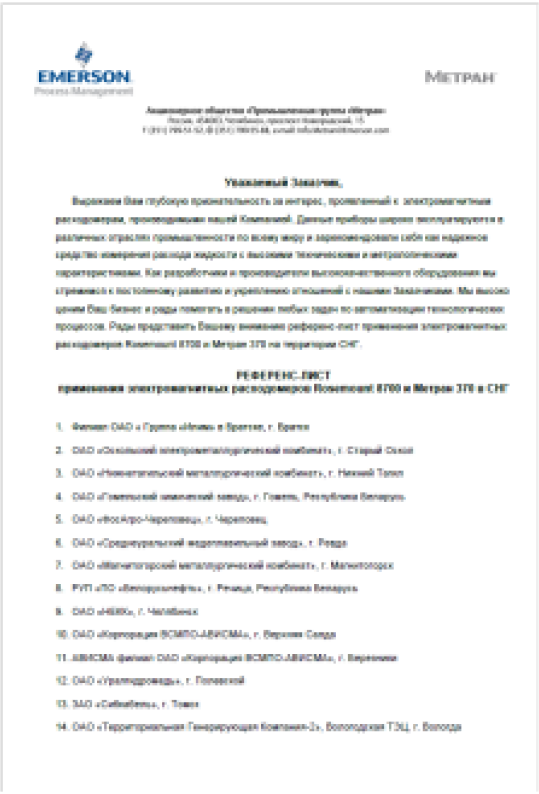 EMERSON
Process Management
МЕТРАН
Акционерное общество «Промышленная группа «Метран»
Россия, Челябинск, проспект Новоградский, 15
Уважаемый Заказчик,
Выражаем Вам глубокую признательность за интерес, проявленный к электромагнитным
расходомерам, производимыми нашей Компанией. Данные приборы широко эксплуатируются в
различных отраслях промышленности по всему миру и зарекомендовали себя как надежное
средство измерения расхода жидкости с высокими техническими и метрологическими
характеристиками. Как разработчики и производители высококачественного оборудования мы
стремимся к постоянному развитию и укреплению отношений с нашими Заказчиками. Мы высоко
ценим Ваш бизнес и рады помогать в решении любых задач по автоматизации технологических
процессов. Рады представить Вашему вниманию референс-лист применения электромагнитных
расходомеров Rosemount 8700 и Метран 370 на территории СНГ.
РЕФЕРЕНС-ЛИСТ
применения электромагнитных расходомеров Rosemount 8700 и Метран 370 в СНГ
1. Филиал ОАО « Группа «Илим» в Братске, г. Братск
2. ОАО «Оскольский электрометаллургический комбинат», г. Старый Оскол
3. ОАО «Нижнетагильский металлургический комбинат», г. Нижний Тагил
4. ОАО «Гомельский химический завод», г. Гомель, Республика Беларусь
5. ОАО «ФосАгро-Череповец», г. Череповец
6. ОАО «Среднеуральский медеплавильный завод», г. Ревда
7. ОАО «Магнитогорский металлургический комбинат», г. Магнитогорск
8. РУП «ПО «Белоруснефть», г. Речица, Республика Беларусь
9. ОАО г. Челябинск
10. ОАО «Корпорация ВСМПО-АВИСМА», г. Верхняя Салда
11. АВИСМА филиал ОАО «Корпорация ВСМПО-АВИСМА», г. Березники
12. ОАО «Уралгидромедь», г. Полевской
13. ЗАО «Сибкабель», г. Томск
14. ОАО «Территориальная Генерирующая Компания-2», Вологодская ТЭЦ, г. Вологда